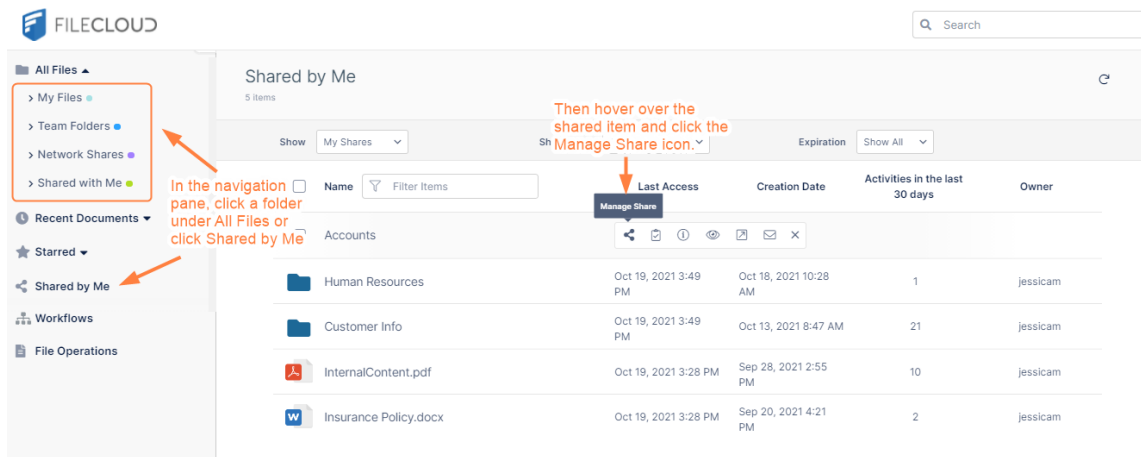 FILECLOUD
Search
All Files
My Files
Team Folders
Network Shares
Shared with Me
Recent Documents
Starred
Shared by Me
Workflows
File Operations
In the navigation
pane, click a folder
under All Files or
click Shared by Me
Shared by Me
5 items
Then hover over the
shared item and click the
Manage Share icon.
Show My Shares Sh Expiration Show All
Name Filter Items Last Access Creation Date Activities in the last
30 days Owner
Manage Share
Accounts
Human Resources Oct 19, 2021 3:49
PM Oct 18, 2021 10:28
AM 1 jessicam
Customer Info Oct 19, 2021 3:49
PM Oct 13, 2021 8:47 AM 21 jessicam
InternalContent.pdf Oct 19, 2021 3:28 PM Sep 28, 2021 2:55
PM 10 jessicam
Insurance Policy.docx Oct 19, 2021 3:28 PM Sep 20, 2021 4:21
PM 2 jessicam